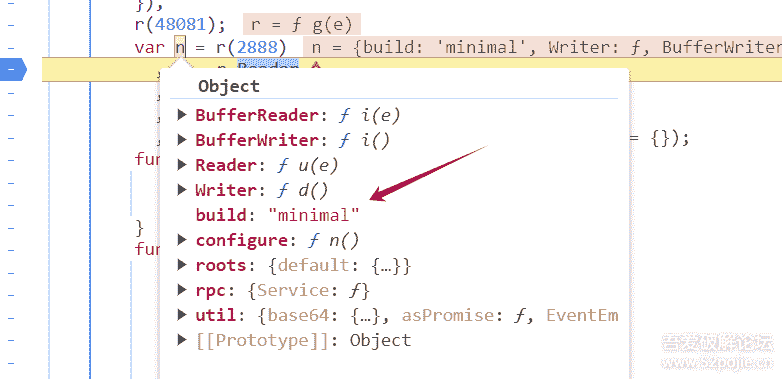 }),
r(48081); r = ƒ g(e)
var n = r(2888) n = {build: 'minimal', Writer: ƒ, BufferWriter
Reader
Object
▶ BufferReader: ƒ i(e)
▶ BufferWriter: ƒ i()
= {});
▶ Reader: ƒ u(e)
fun
▶ Writer: ƒ d()
build: "minimal"
}
▶ configure: ƒ n()
fun
▶ roots: {default: {…}}
▶ rpc: {Service: ƒ}
▶ util: {base64: {…}, asPromise: ƒ, EventEm
▶ [[Prototype]]: Object
吾爱破解论坛
www.52pojie.cn